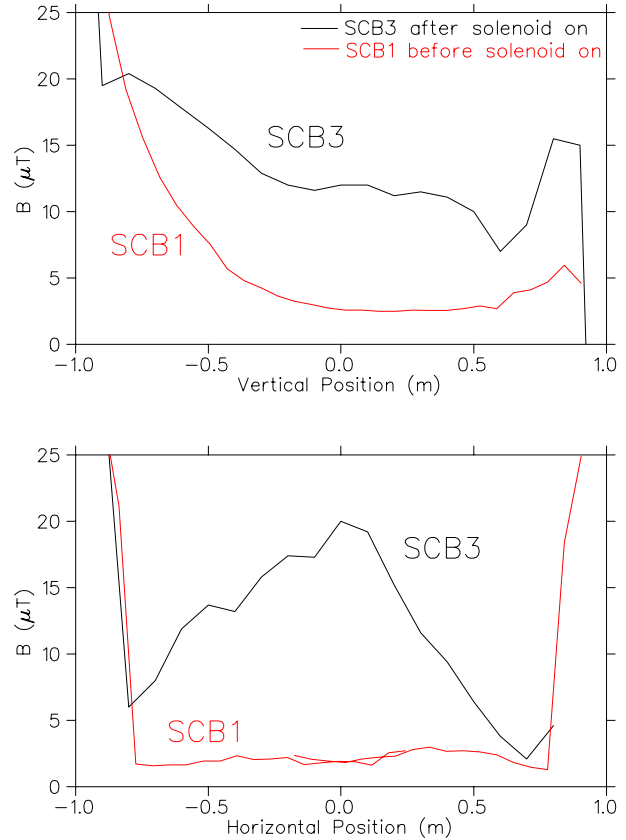 25
SCB3 after solenoid on
SCB1 before solenoid on
20
SCB3
15
B (μT)
10
SCB1
5
0
-1.0 -0.5 0.0 0.5 1.0
Vertical Position (m)
25
20
SCB3
15
B (μT)
10
5
SCB1
0
-1.0 -0.5 0.0 0.5 1.0
Horizontal Position (m)